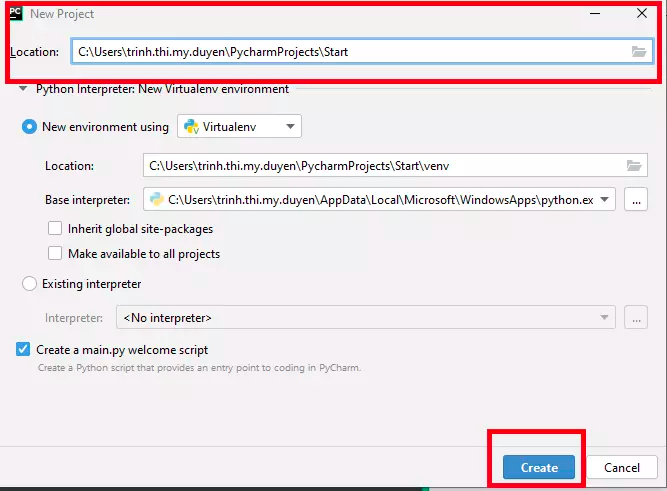 PC New Project
Location: C:\Users\trinh.thi.my.duyen\PycharmProjects\Start
Python Interpreter: New Virtualenv environment
New environment using Virtualenv
Location: C:\Users\trinh.thi.my.duyen\PycharmProjects\Start\venv
Base interpreter: C:\Users\trinh.thi.my.duyen\AppData\Local\Microsoft\WindowsApps\python.ex ...
Inherit global site-packages
Make available to all projects
Existing interpreter
Interpreter: <No interpreter> ...
Create a main.py welcome script
Create a Python script that provides an entry point to coding in PyCharm.
Create Cancel